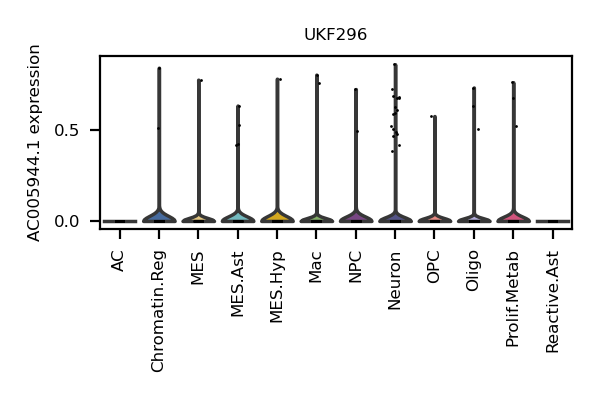 UKF296
AC005944.1 expression
0.5
0.0
AC
Chromatin.Reg
MES
MES.Ast
MES.Hyp
Mac
NPC
Neuron
OPC
Oligo
Prolif.Metab
Reactive.Ast